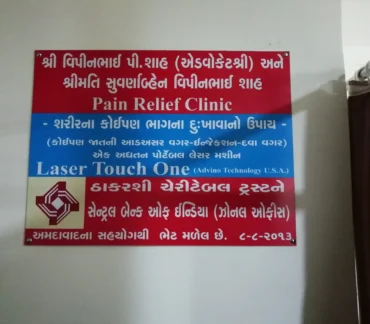 શ્રી વિપીનભાઈ પી. શાહ (એડવોકેટશ્રી) અને
શ્રીમતિ સુવર્ણાબ્હેન વિપીનભાઈ શાહ
Pain Relief Clinic
- શરીરના કોઈપણ ભાગના દુઃખાવાનો ઉપાય -
(કોઈપણ જાતની આડઅસર વગર-ઈન્જેકશન-દવા વગર)
એક અદ્યતન પોર્ટેબલ લેસર મશીન
Laser Touch One (Advino Technology U.S.A.)
ઠાકરશી ચેરીટેબલ ટ્રસ્ટને
સેન્ટ્રલ બેન્ક ઓફ ઈન્ડિયા (ઝોનલ ઓફીસ)
અમદાવાદના સહયોગથી ભેટ મળેલ છે. ૮-૮-૨૦૧૩